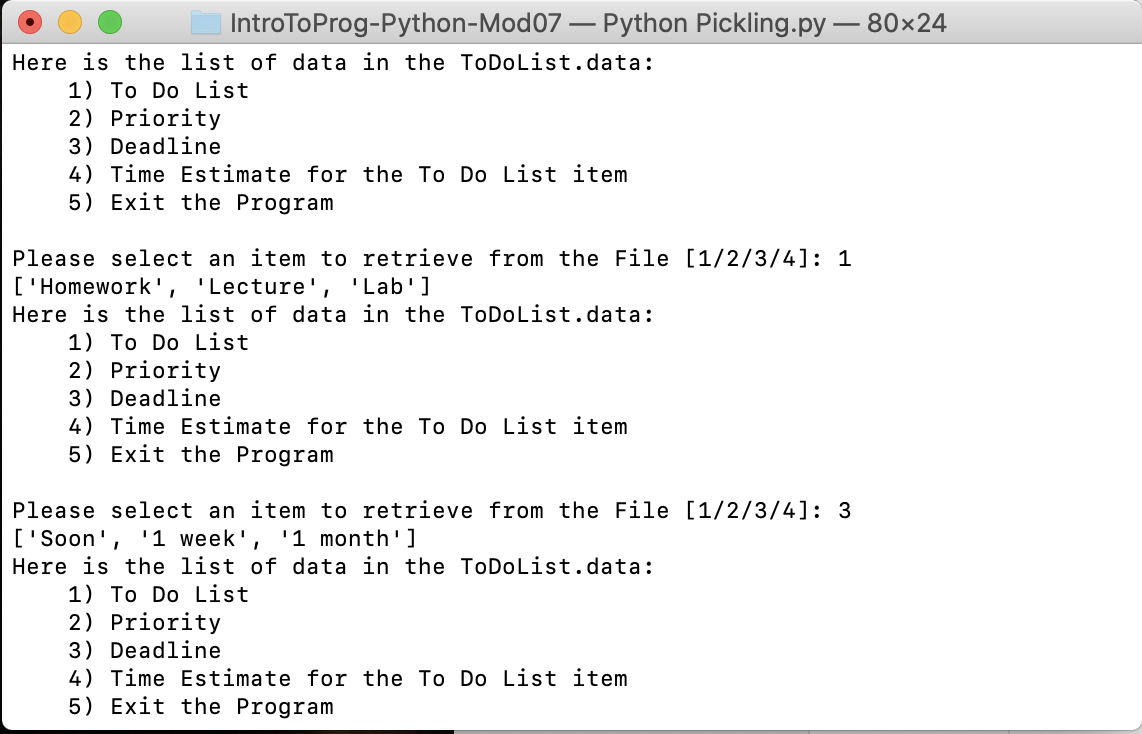 IntroToProg-Python-Mod07 — Python Pickling.py — 80×24
Here is the list of data in the ToDoList.data:
    1) To Do List
    2) Priority
    3) Deadline
    4) Time Estimate for the To Do List item
    5) Exit the Program

Please select an item to retrieve from the File [1/2/3/4]: 1
['Homework', 'Lecture', 'Lab']
Here is the list of data in the ToDoList.data:
    1) To Do List
    2) Priority
    3) Deadline
    4) Time Estimate for the To Do List item
    5) Exit the Program

Please select an item to retrieve from the File [1/2/3/4]: 3
['Soon', '1 week', '1 month']
Here is the list of data in the ToDoList.data:
    1) To Do List
    2) Priority
    3) Deadline
    4) Time Estimate for the To Do List item
    5) Exit the Program